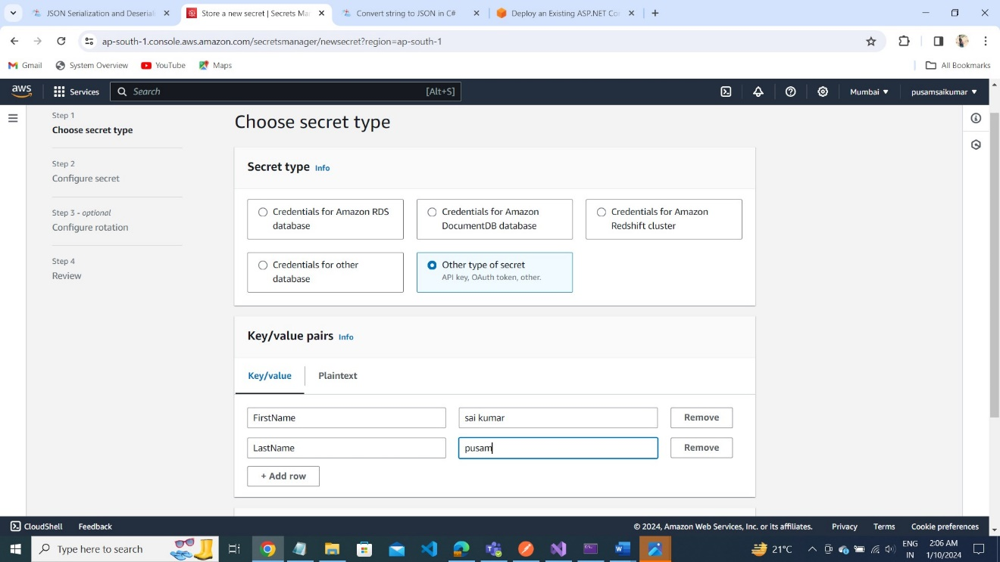 JSON Serialization and Deseriali
Store a new secret | Secrets Ma
Convert string to JSON in C#
Deploy an Existing ASP.NET Co
ap-south-1.console.aws.amazon.com/secretsmanager/newsecret?region=ap-south-1
Gmail
System Overview
YouTube
Maps
All Bookmarks
aws
Services
Search
[Alt+S]
Mumbai
pusamsaikumar
Step 1
Choose secret type
Step 2
Configure secret
Step 3 - optional
Configure rotation
Step 4
Review
Choose secret type
Secret type Info
Credentials for Amazon RDS
database
Credentials for Amazon
DocumentDB database
Credentials for Amazon
Redshift cluster
Credentials for other
database
Other type of secret
API key, OAuth token, other.
Key/value pairs Info
Key/value
Plaintext
FirstName
sai kumar
Remove
LastName
pusam
Remove
+ Add row
CloudShell
Feedback
© 2024, Amazon Web Services, Inc. or its affiliates.
Privacy
Terms
Cookie preferences
Type here to search
21°C
ENG
IN
2:06 AM
1/10/2024